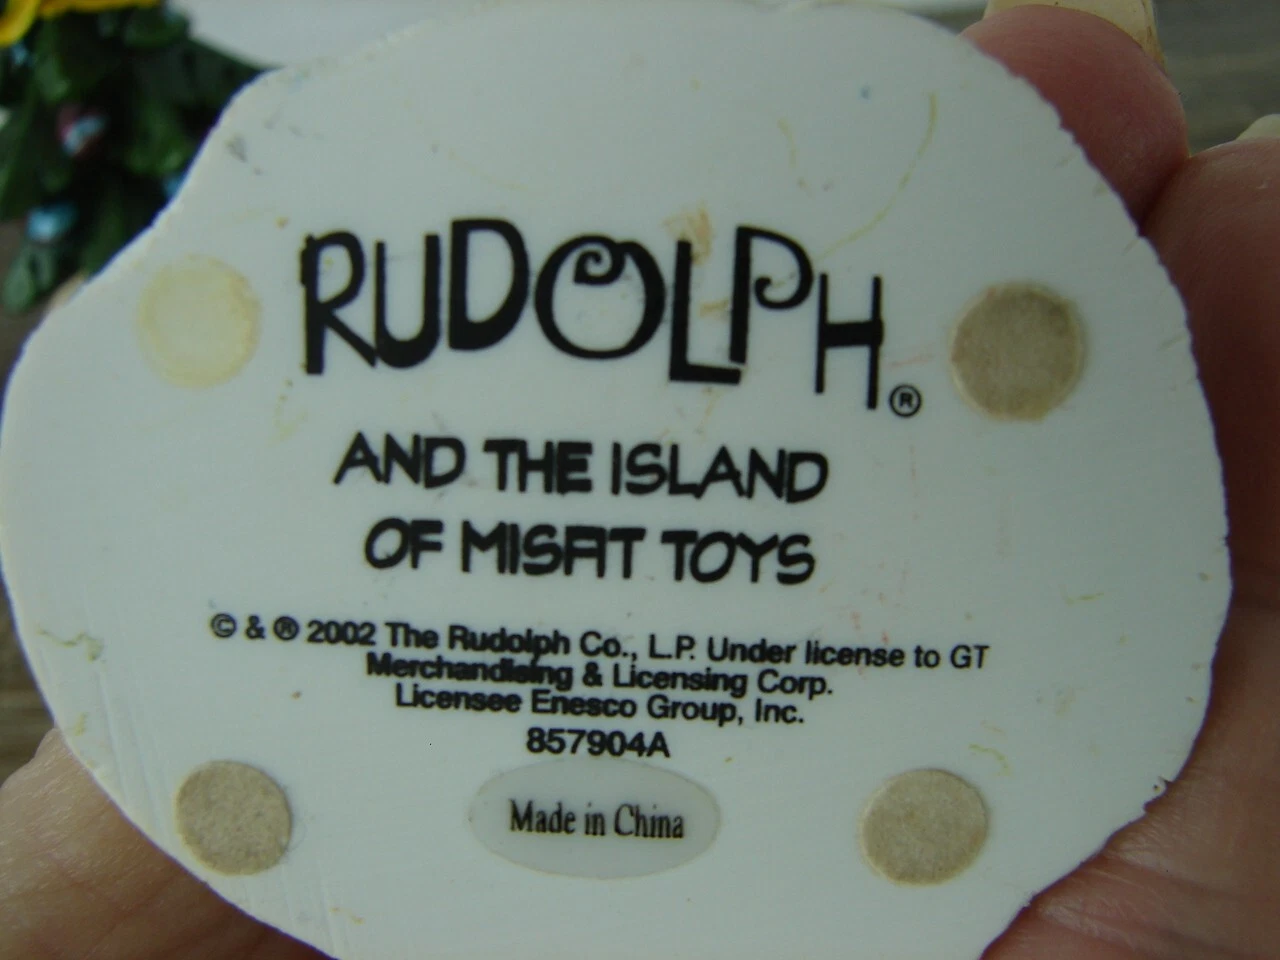 RUDOLPH®
AND THE ISLAND
OF MISFIT TOYS
© & ® 2002 The Rudolph Co., L.P. Under license to GT
Merchandising & Licensing Corp.
Licensee Enesco Group, Inc.
857904A
Made in China